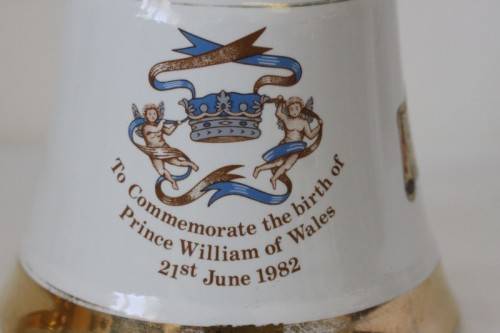 To Commemorate the birth of
Prince William of Wales
21st June 1982